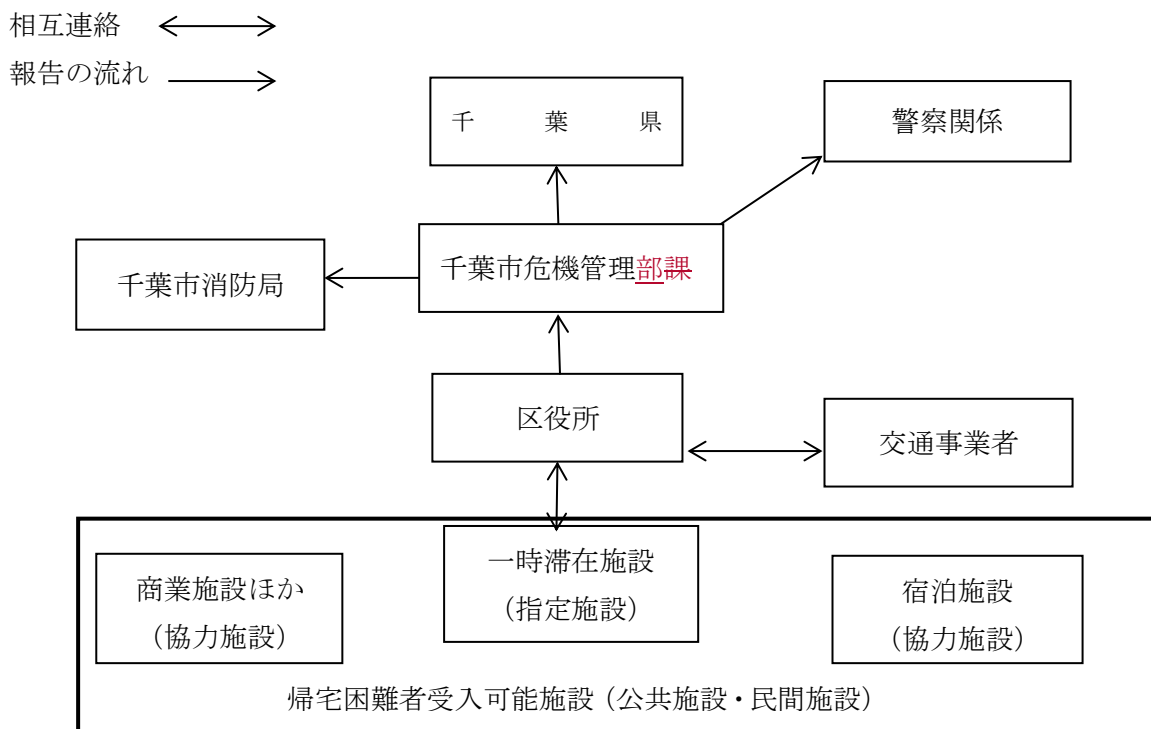 相互連絡
報告の流れ
千 葉 県
警察関係
千葉市消防局
千葉市危機管理部課
区役所
交通事業者
商業施設ほか
（協力施設）
一時滞在施設
（指定施設）
宿泊施設
（協力施設）
帰宅困難者受入可能施設（公共施設・民間施設）